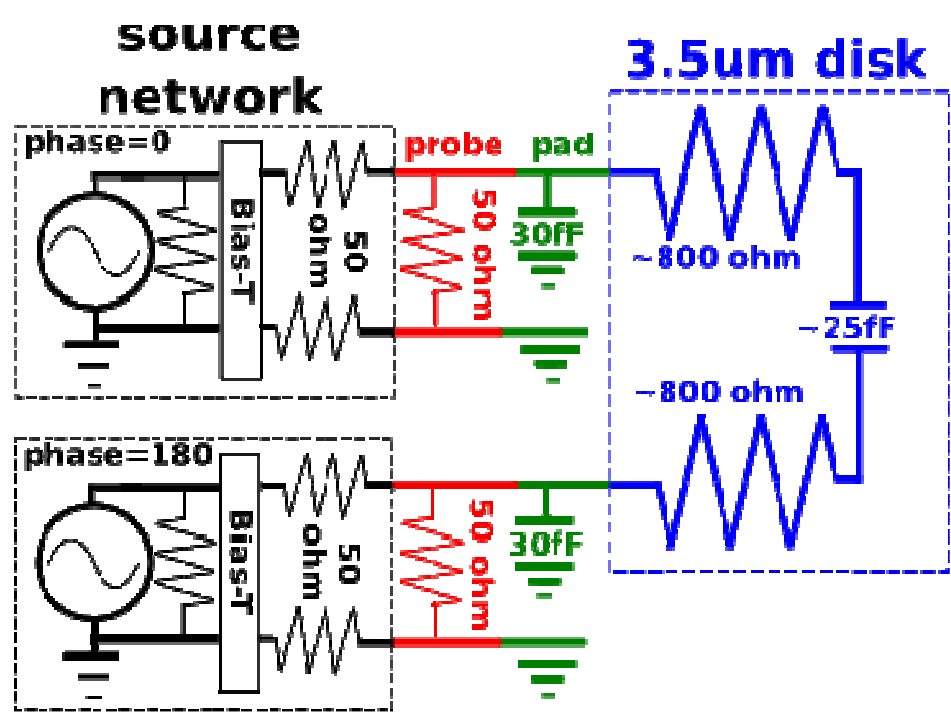 source
network
3.5um disk
phase=0
probe
pad
Bias-T
50
ohm
50 ohm
30fF
~800 ohm
~25fF
~800 ohm
phase=180
Bias-T
50
ohm
50 ohm
30fF